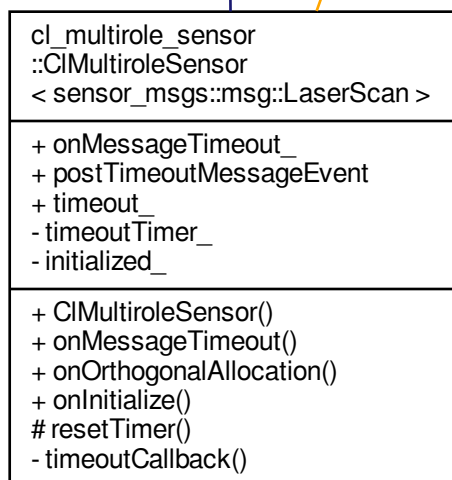 cl_multirole_sensor
::ClMultiroleSensor
< sensor_msgs::msg::LaserScan >
+ onMessageTimeout_
+ postTimeoutMessageEvent
+ timeout_
- timeoutTimer_
- initialized_
+ ClMultiroleSensor()
+ onMessageTimeout()
+ onOrthogonalAllocation()
+ onInitialize()
# resetTimer()
- timeoutCallback()